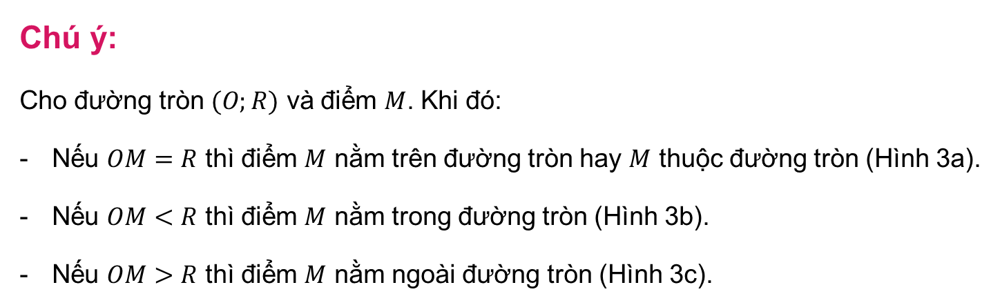 Chú ý:
Cho đường tròn (O; R) và điểm M. Khi đó:
- Nếu OM = R thì điểm M nằm trên đường tròn hay M thuộc đường tròn (Hình 3a).
- Nếu OM < R thì điểm M nằm trong đường tròn (Hình 3b).
- Nếu OM > R thì điểm M nằm ngoài đường tròn (Hình 3c).